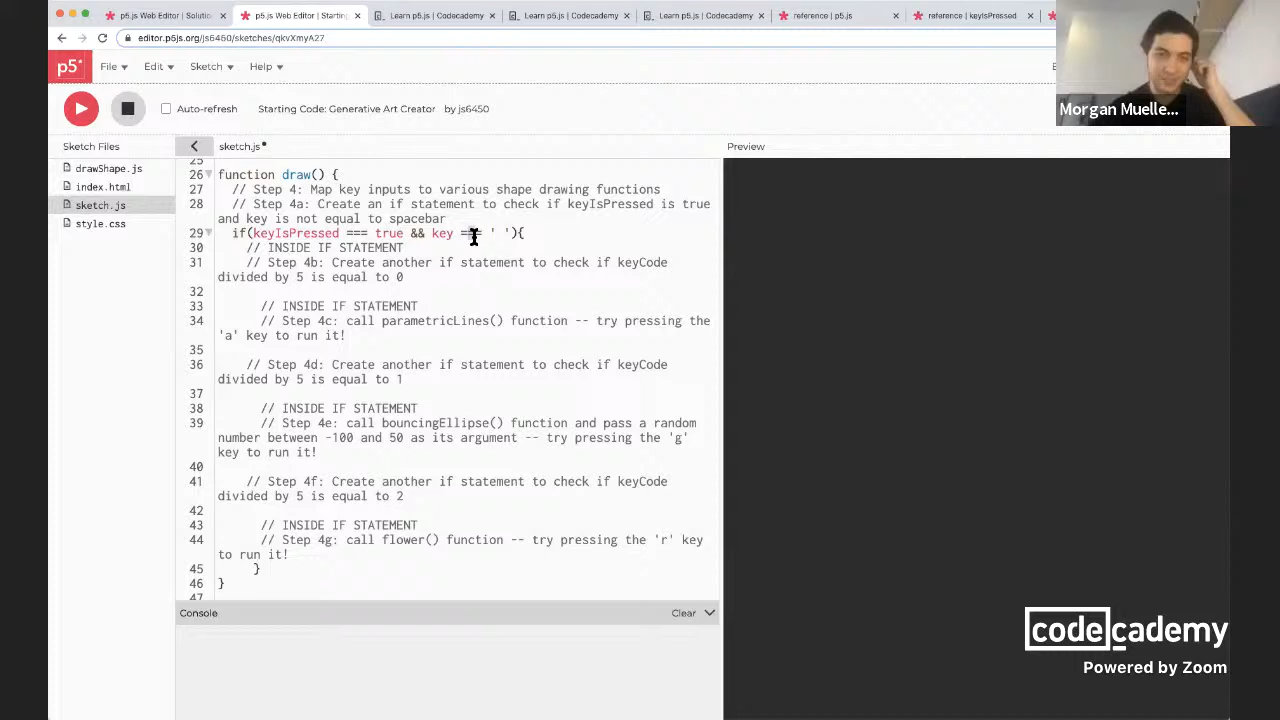 p5.js Web Editor | Solutio
p5.js Web Editor | Starting
Learn p5.js | Codecademy
Learn p5.js | Codecademy
Learn p5.js | Codecademy
reference | p5.js
reference | keyIsPressed
editor.p5js.org/js6450/sketches/qkvXmyA27
p5*
File
Edit
Sketch
Help
Auto-refresh
Starting Code: Generative Art Creator
by js6450
Morgan Muelle...
Sketch Files
sketch.js
Preview
drawShape.js
index.html
sketch.js
style.css
25
26 function draw() {
27 // Step 4: Map key inputs to various shape drawing functions
28 // Step 4a: Create an if statement to check if keyIsPressed is true
and key is not equal to spacebar
29 if(keyIsPressed === true && key === ' '){
30 // INSIDE IF STATEMENT
31 // Step 4b: Create another if statement to check if keyCode
divided by 5 is equal to 0
32
33 // INSIDE IF STATEMENT
34 // Step 4c: call parametricLines() function -- try pressing the
'a' key to run it!
35
36 // Step 4d: Create another if statement to check if keyCode
divided by 5 is equal to 1
37
38 // INSIDE IF STATEMENT
39 // Step 4e: call bouncingEllipse() function and pass a random
number between -100 and 50 as its argument -- try pressing the 'g'
key to run it!
40
41 // Step 4f: Create another if statement to check if keyCode
divided by 5 is equal to 2
42
43 // INSIDE IF STATEMENT
44 // Step 4g: call flower() function -- try pressing the 'r' key
to run it!
45 }
46 }
47
Console
Clear
codecademy
Powered by Zoom